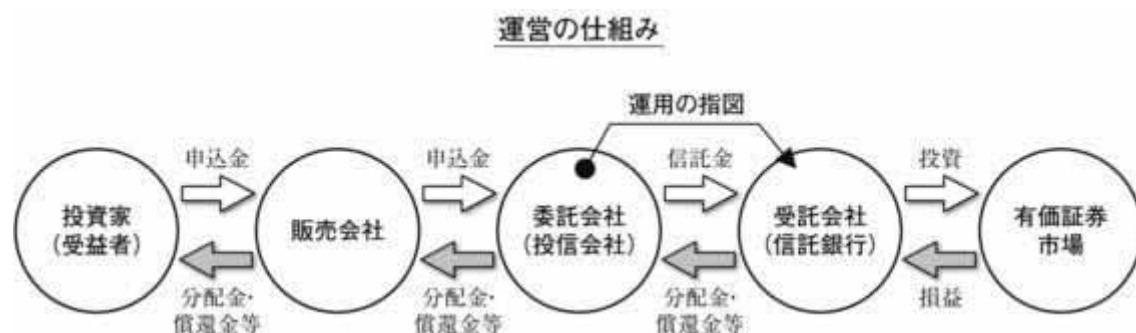 運営の仕組み
運用の指図
申込金
申込金
信託金
投資
投資家
(受益者)
販売会社
委託会社
(投信会社)
受託会社
(信託銀行)
有価証券
市場
分配金・
償還金等
分配金・
償還金等
分配金・
償還金等
損益